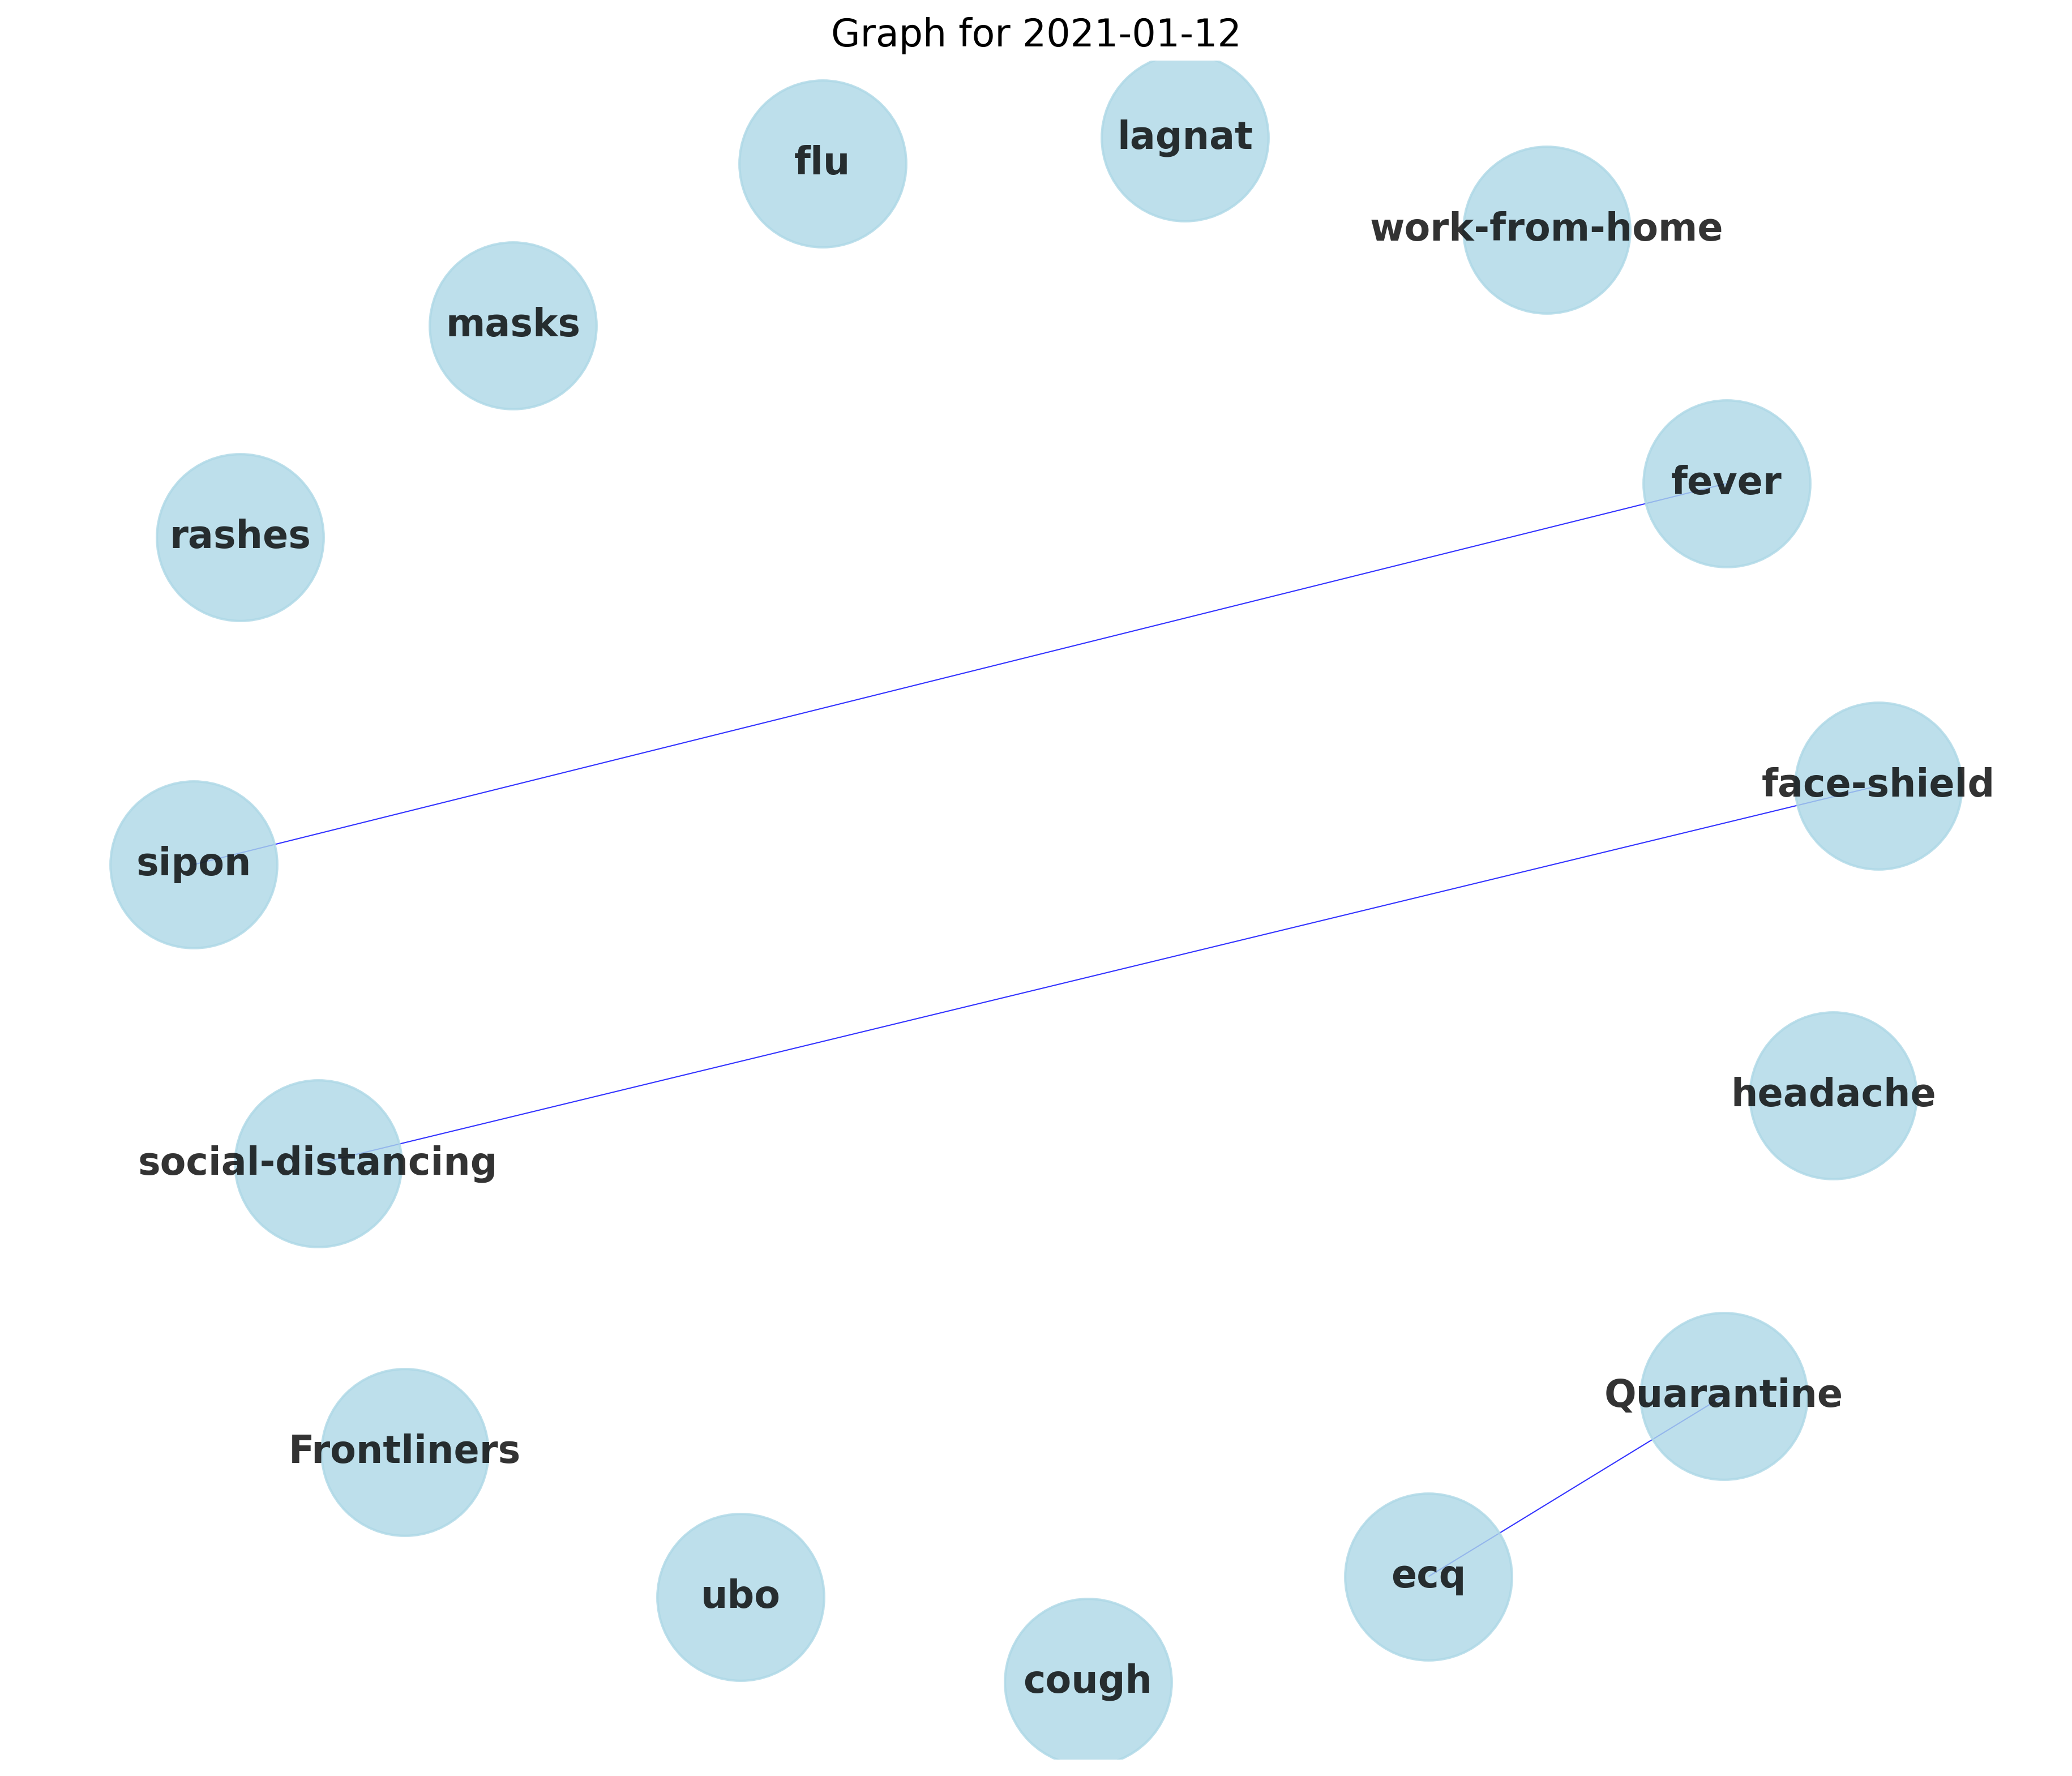 Graph for 2021-01-12
lagnat
flu
work-from-home
masks
fever
rashes
face-shield
sipon
headache
social-distancing
Quarantine
Frontliners
ecq
ubo
cough